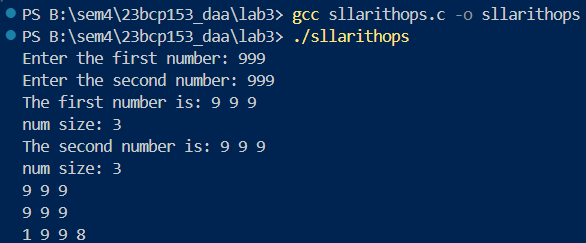 PS B:\sem4\23bcp153_daa\lab3> gcc sllarithops.c -o sllarithops
PS B:\sem4\23bcp153_daa\lab3> ./sllarithops
Enter the first number: 999
Enter the second number: 999
The first number is: 9 9 9
num size: 3
The second number is: 9 9 9
num size: 3
9 9 9
9 9 9
1 9 9 8